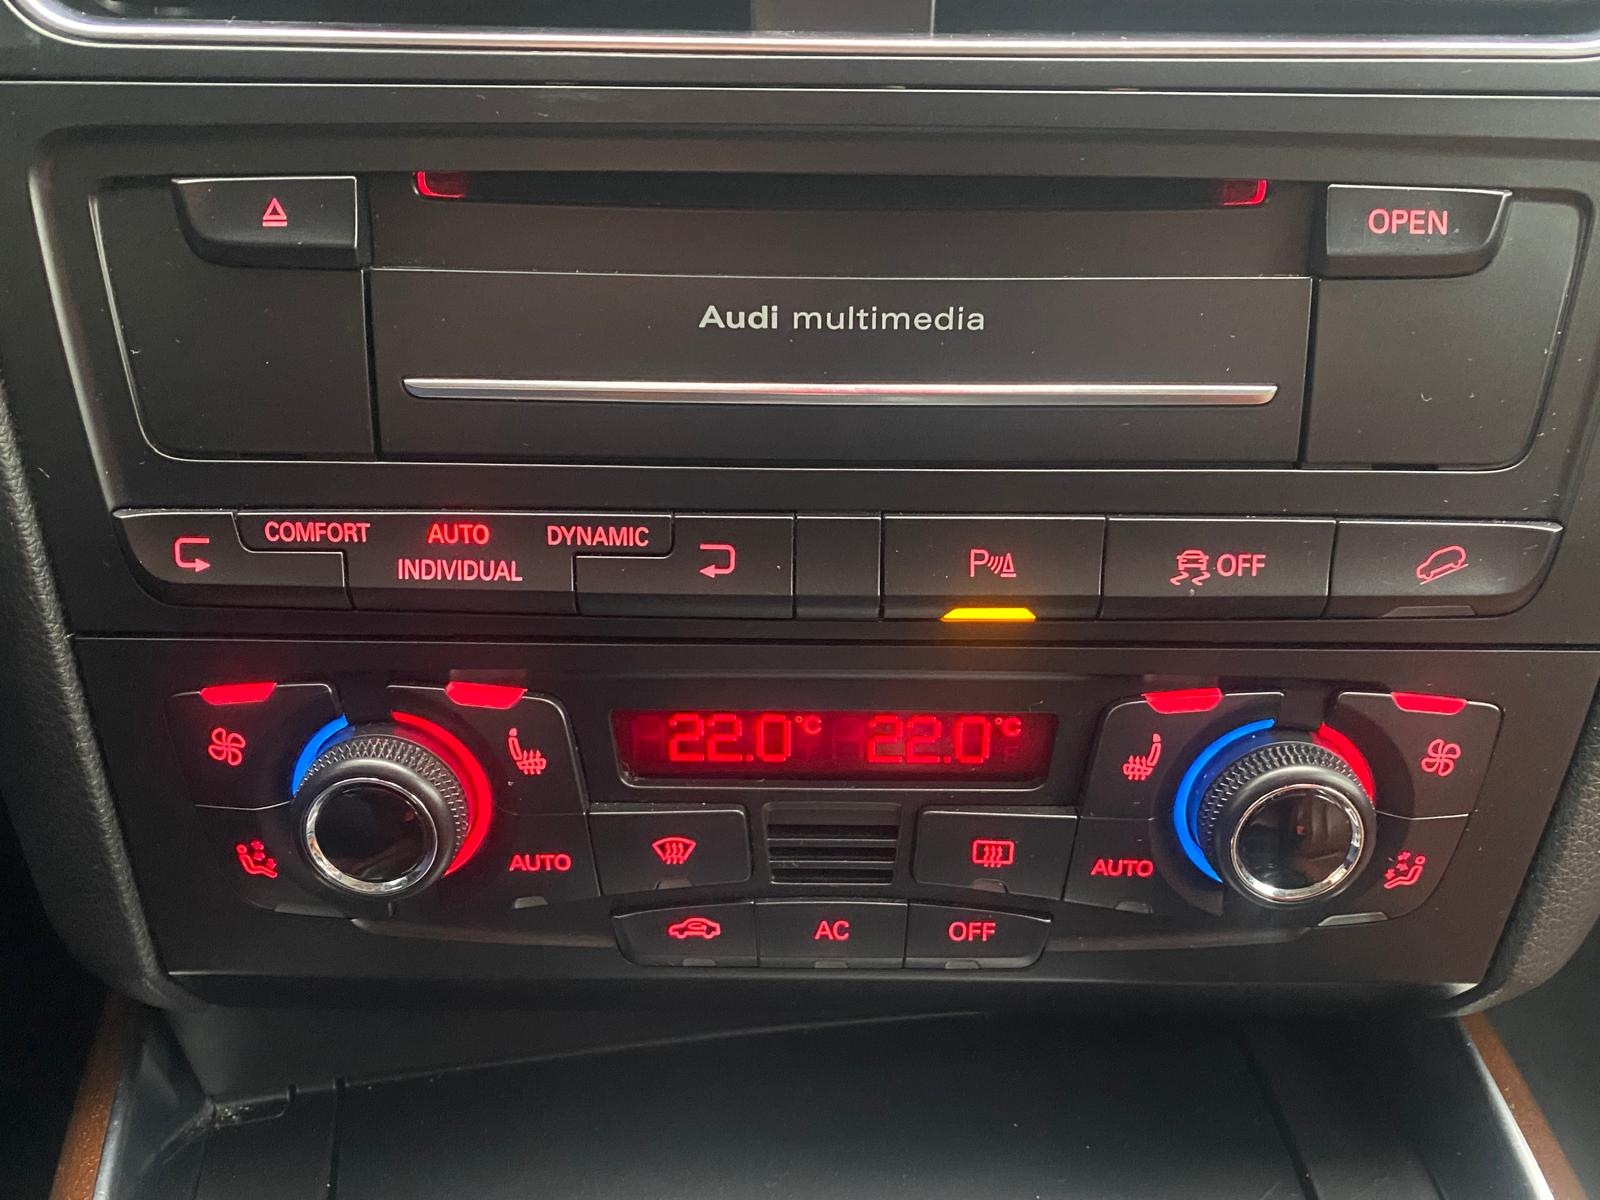 OPEN
Audi multimedia
COMFORT AUTO DYNAMIC
INDIVIDUAL
P
OFF
22.0°C 22.0°C
AUTO
AUTO
AC
OFF